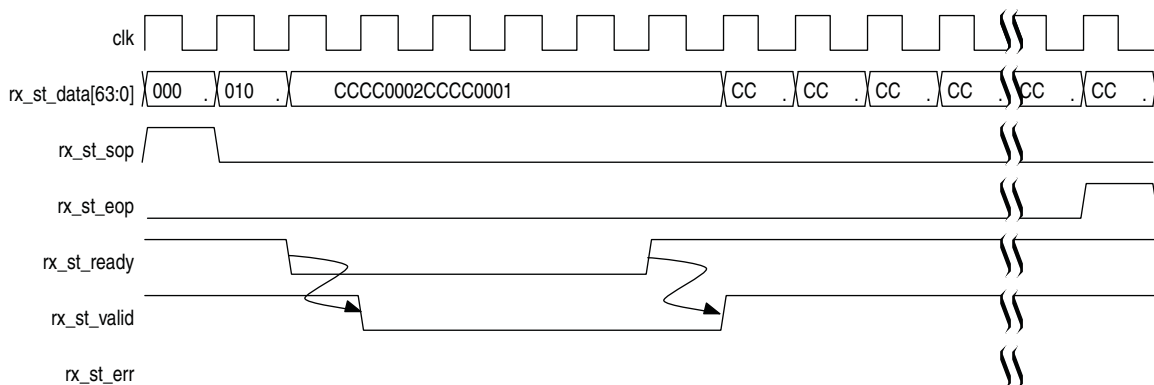 clk
rx_st_data[63:0] 000 . 010 . CCCC0002CCCC0001 CC . CC . CC . CC . CC . CC .
rx_st_sop
rx_st_eop
rx_st_ready
rx_st_valid
rx_st_err